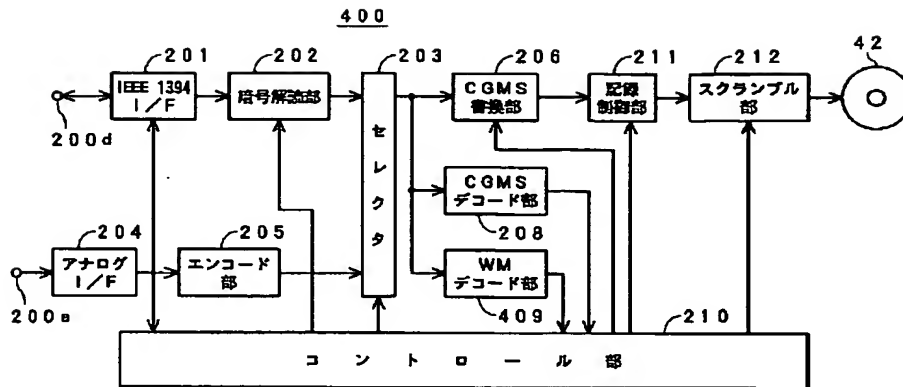 400
201
202
203
206
211
212
42
IEEE 1394
I/F
暗号解読部
セレクタ
CGMS
書換部
記録
制御部
スクランブル
部
200d
CGMS
デコード部
208
204
205
アナログ
I/F
エンコード
部
WM
デコード部
409
200a
210
コントロール部